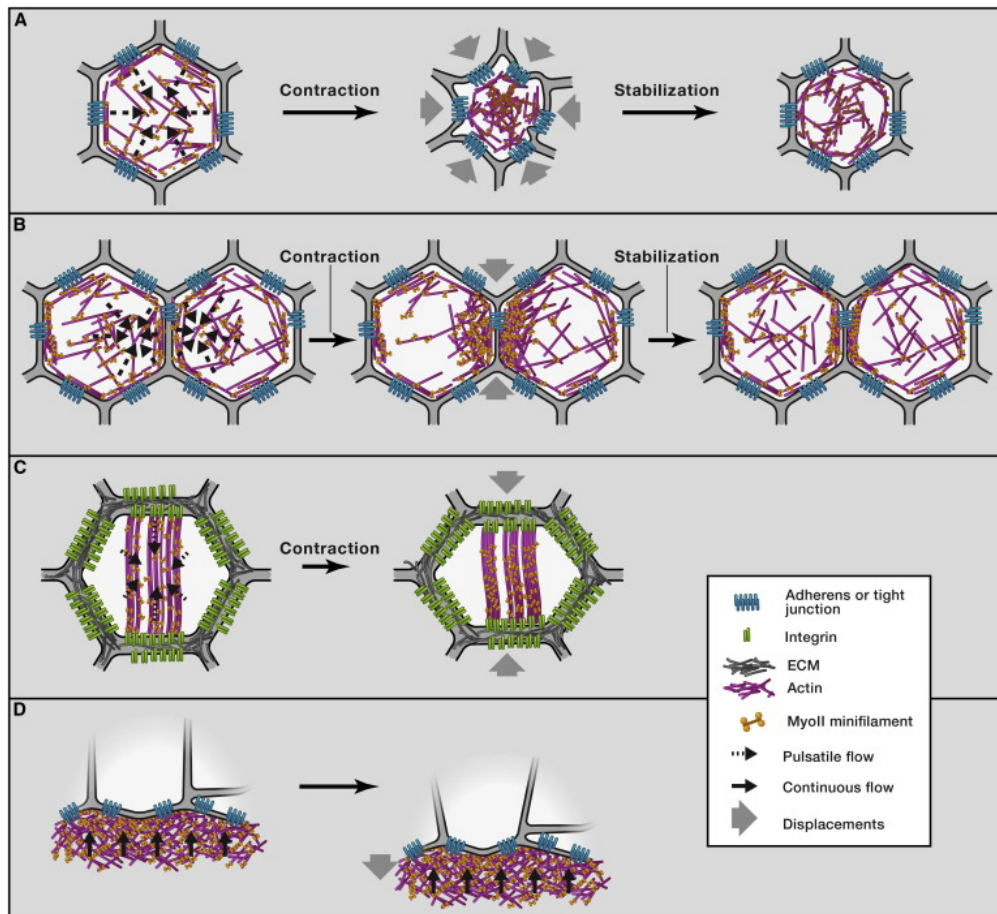 A
Contraction
Stabilization
B
Contraction
Stabilization
C
Contraction
Adherens or tight
junction
Integrin
ECM
Actin
MyoII minifilament
Pulsatile flow
Continuous flow
Displacements
D